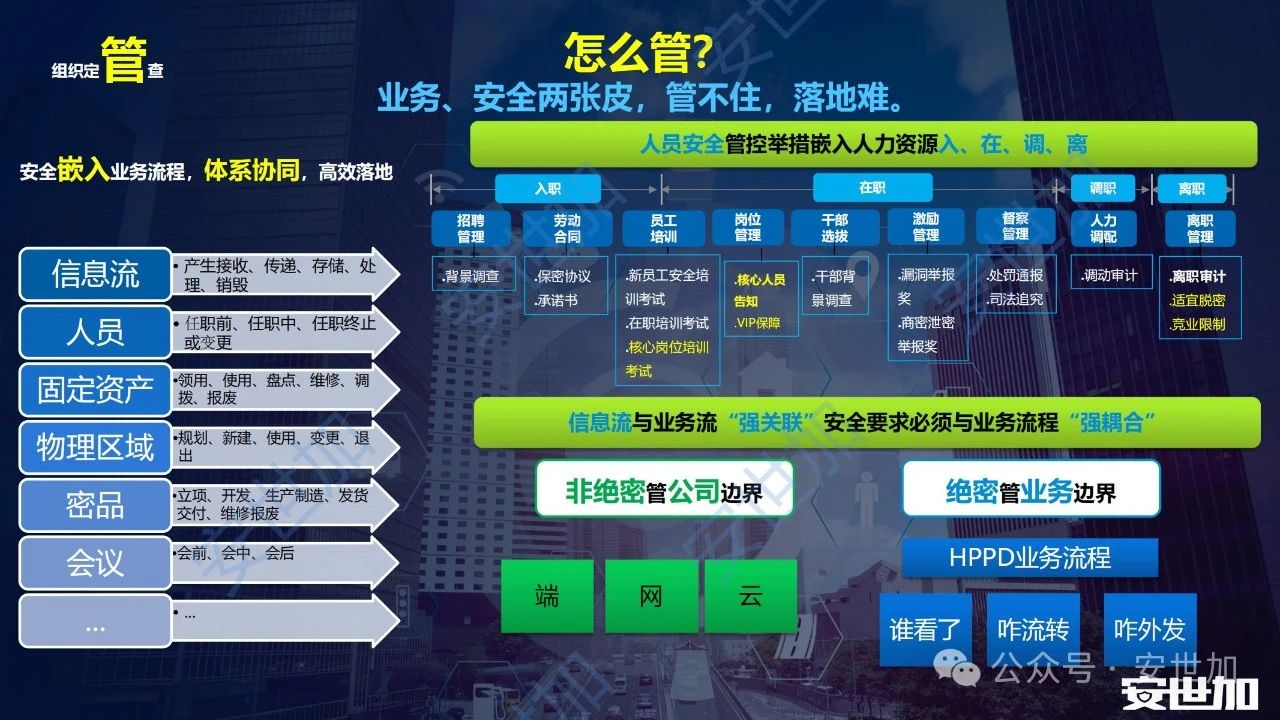 组织定管查
怎么管?
业务、安全两张皮，管不住，落地难。
安全嵌入业务流程，体系协同，高效落地
信息流
• 产生接收、传递、存储、处
理、销毁
人员
• 任职前、任职中、任职终止
或变更
固定资产
•领用、使用、盘点、维修、调
拨、报废
物理区域
•规划、新建、使用、变更、退
出
密品
•立项、开发、生产制造、发货
交付、维修报废
会议
•会前、会中、会后
...
• ...
人员安全管控举措嵌入人力资源入、在、调、离
入职
在职
调职
离职
招聘
管理
劳动
合同
员工
培训
岗位
管理
干部
选拔
激励
管理
督察
管理
人力
调配
离职
管理
.背景调查
.保密协议
.承诺书
.新员工安全培
训考试
.在职培训考试
.核心岗位培训
考试
.核心人员
告知
.VIP保障
.干部背
景调查
.漏洞举报
奖
.商密泄密
举报奖
.处罚通报
.司法追究
.调动审计
.离职审计
.适宜脱密
.竞业限制
信息流与业务流“强关联”安全要求必须与业务流程“强耦合”
非绝密管公司边界
绝密管业务边界
端
网
云
HPPD业务流程
谁看了
咋流转
咋外发
公众号 · 安世加
安世加